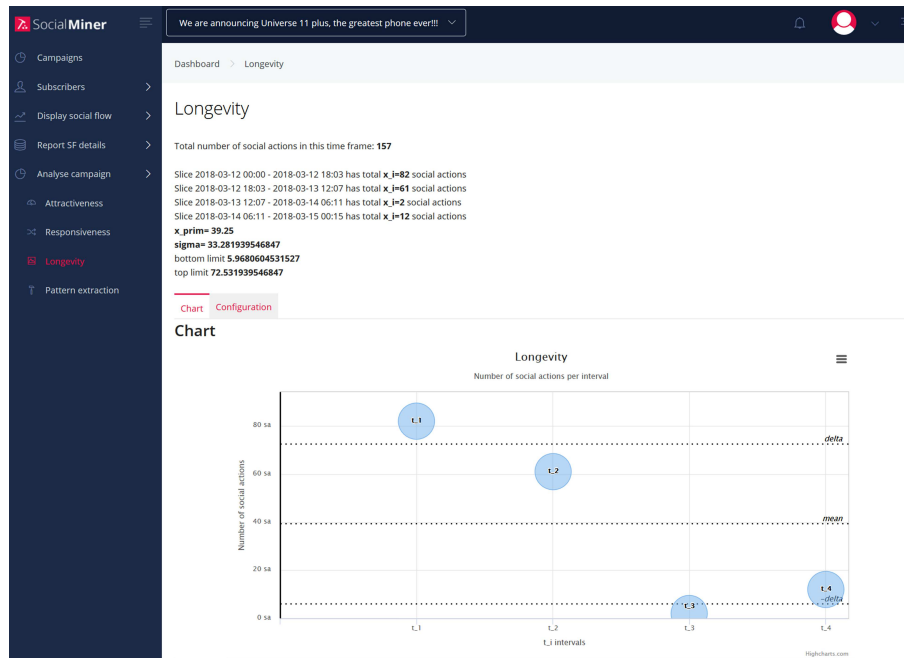 SocialMiner
We are announcing Universe 11 plus, the greatest phone ever!!!
Campaigns
Subscribers
Display social flow
Report SF details
Analyse campaign
Attractiveness
Responsiveness
Longevity
Pattern extraction
Dashboard > Longevity
Longevity
Total number of social actions in this time frame: 157
Slice 2018-03-12 00:00 - 2018-03-12 18:03 has total x_i=82 social actions
Slice 2018-03-12 18:03 - 2018-03-13 12:07 has total x_i=61 social actions
Slice 2018-03-13 12:07 - 2018-03-14 06:11 has total x_i=2 social actions
Slice 2018-03-14 06:11 - 2018-03-15 00:15 has total x_i=12 social actions
x_prim= 39.25
sigma= 33.281939546847
bottom limit 5.9680604531527
top limit 72.531939546847
Chart Configuration
Chart
Longevity
Number of social actions per interval
Number of social actions
80 sa
60 sa
40 sa
20 sa
0 sa
t_1
t_2
t_3
t_4
delta
mean
-delta
t_1 t_2 t_3 t_4
t_i intervals
Highcharts.com